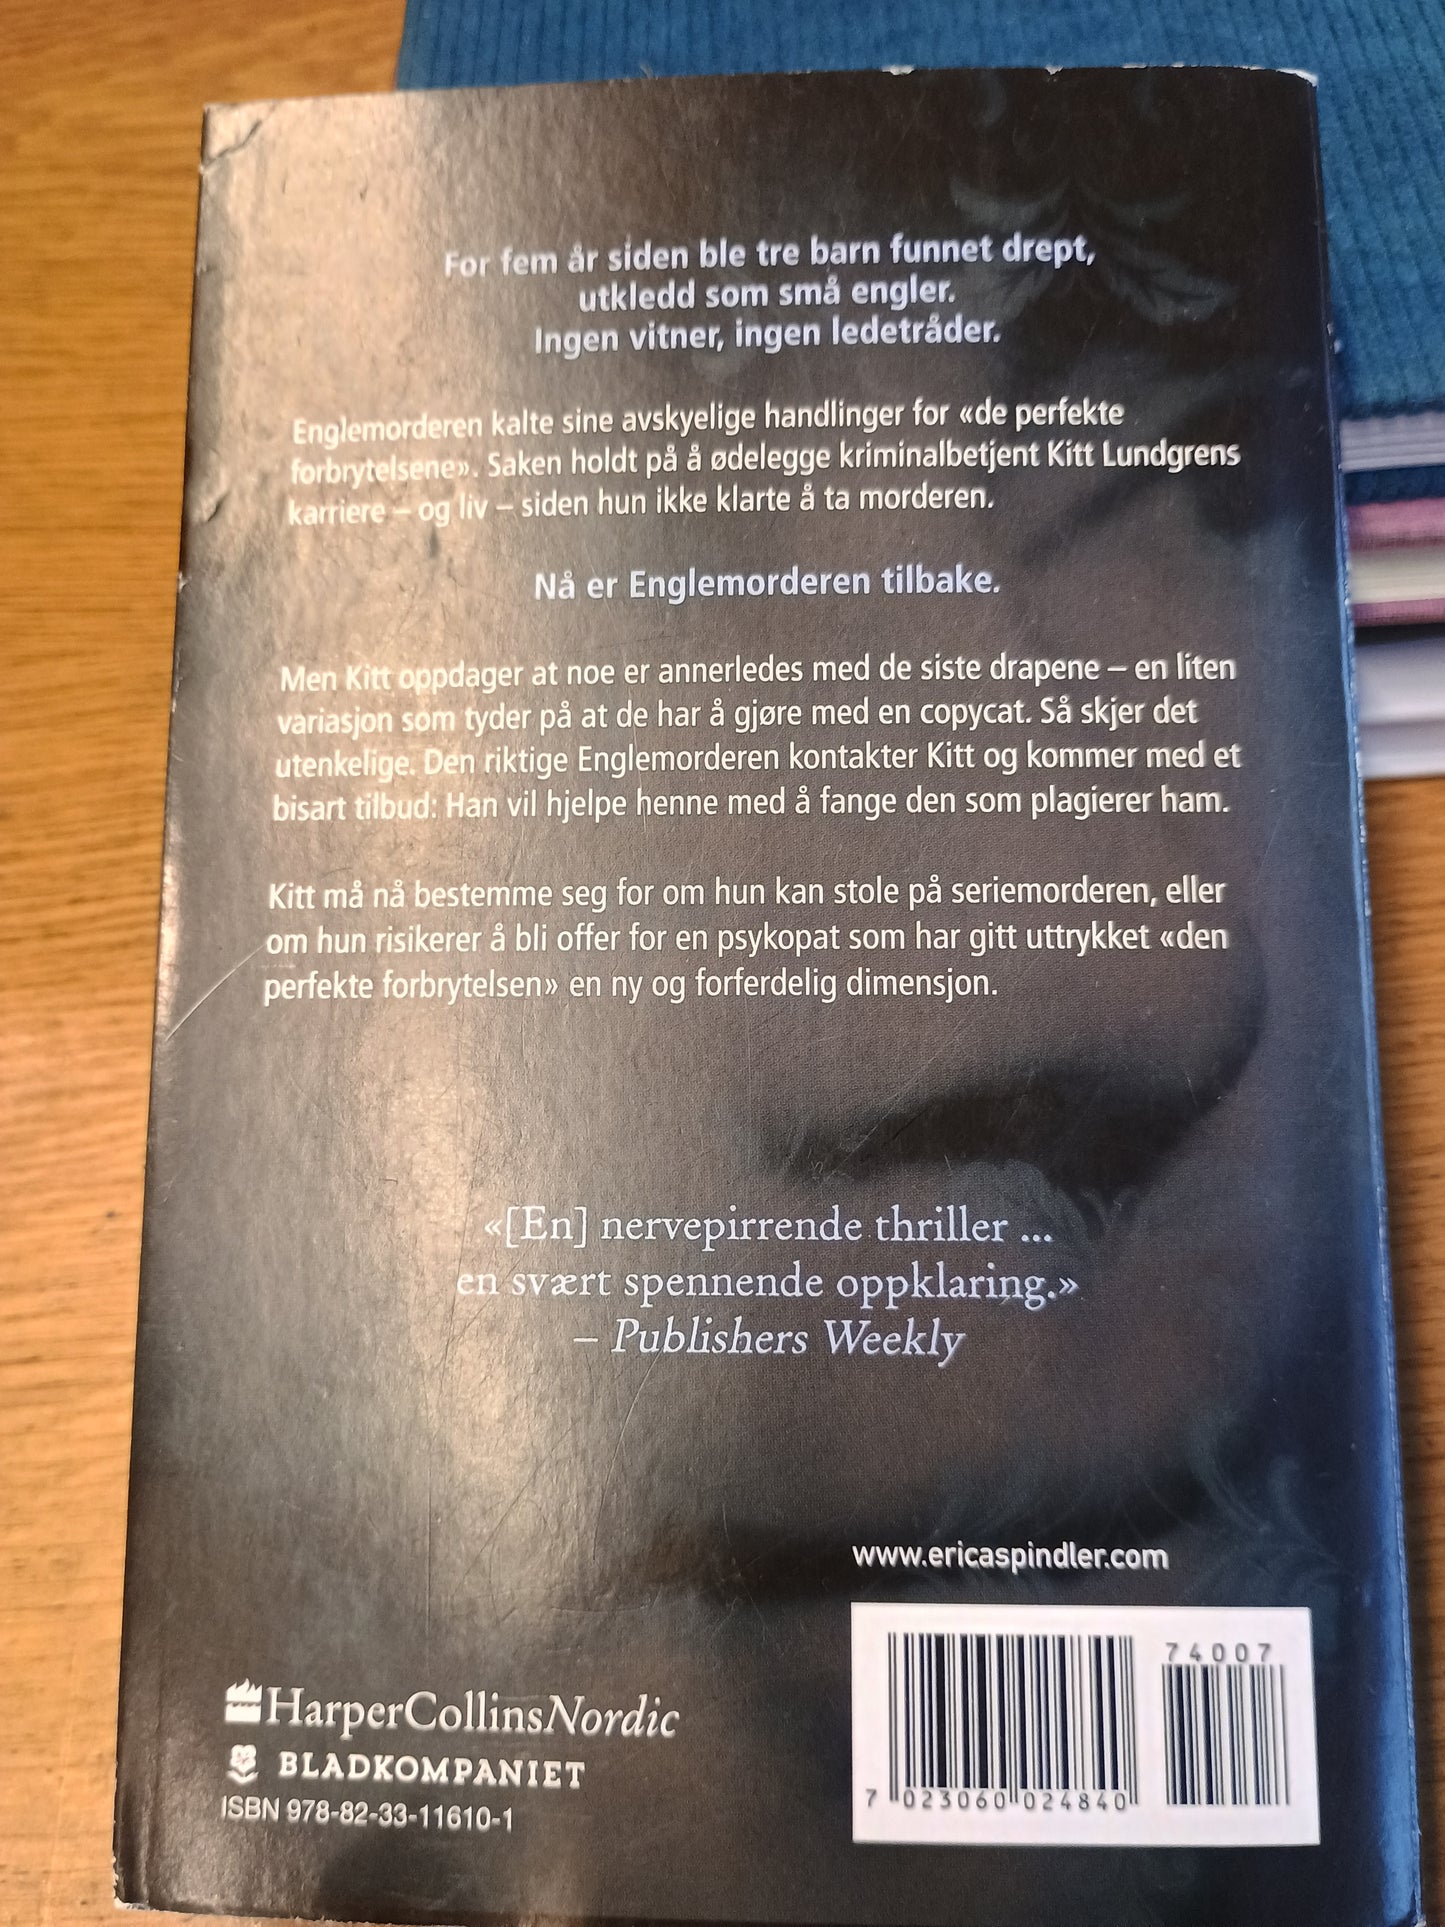 For fem år siden ble tre barn funnet drept,
utkledd som små engler.
Ingen vitner, ingen ledetråder.
Englemorderen kalte sine avskyelige handlinger for «de perfekte
forbrytelsene». Saken holdt på å ødelegge kriminalbetjent Kitt Lundgrens
karriere – og liv – siden hun ikke klarte å ta morderen.
Nå er Englemorderen tilbake.
Men Kitt oppdager at noe er annerledes med de siste drapene – en liten
variasjon som tyder på at de har å gjøre med en copycat. Så skjer det
utenkelige. Den riktige Englemorderen kontakter Kitt og kommer med et
bisart tilbud: Han vil hjelpe henne med å fange den som plagierer ham.
Kitt må nå bestemme seg for om hun kan stole på seriemorderen, eller
om hun risikerer å bli offer for en psykopat som har gitt uttrykket «den
perfekte forbrytelsen» en ny og forferdelig dimensjon.
«[En] nervepirrende thriller ...
en svært spennende oppklaring.»
– Publishers Weekly
www.ericaspindler.com
HarperCollinsNordic
BLADKOMPANIET
ISBN 978-82-33-11610-1
74007
7 023060 024840